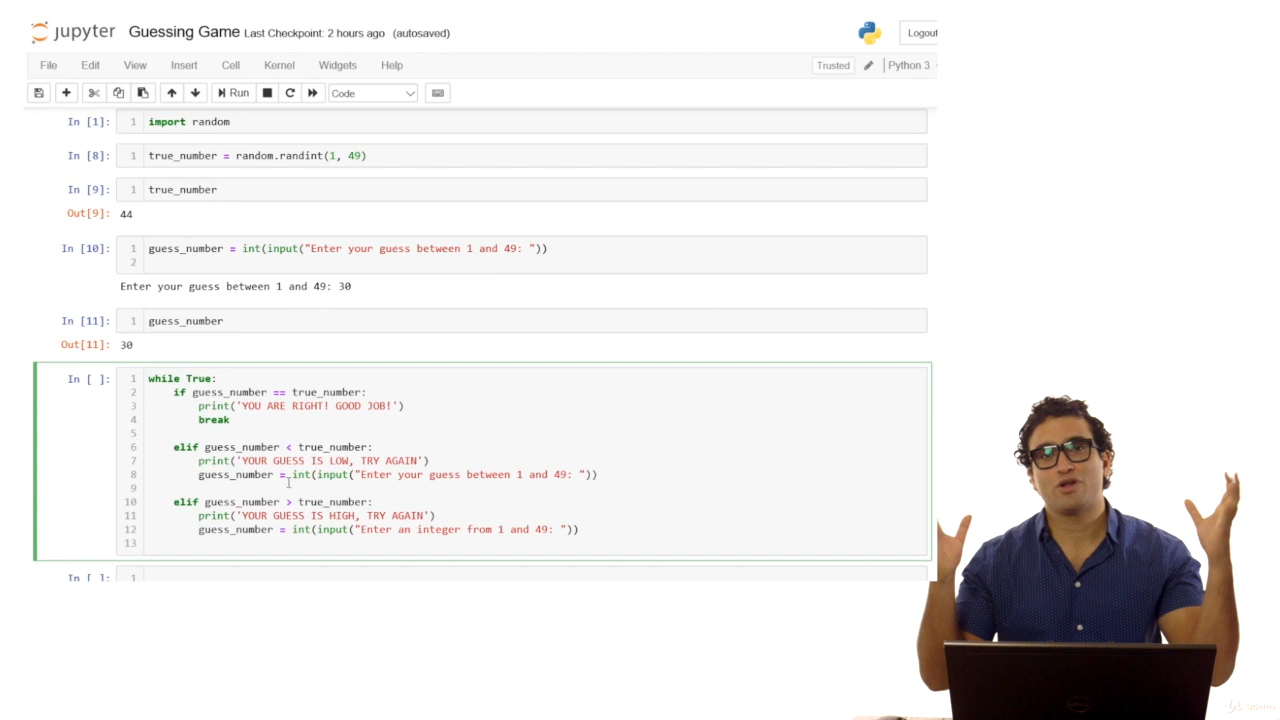 jupyter Guessing Game Last Checkpoint: 2 hours ago (autosaved) Logout
File Edit View Insert Cell Kernel Widgets Help Trusted Python 3
Run Code
In [1]: 1 import random
In [8]: 1 true_number = random.randint(1, 49)
In [9]: 1 true_number
Out[9]: 44
In [10]: 1 guess_number = int(input("Enter your guess between 1 and 49: "))
2
Enter your guess between 1 and 49: 30
In [11]: 1 guess_number
Out[11]: 30
In [ ]: 1 while True:
2 if guess_number == true_number:
3 print('YOU ARE RIGHT! GOOD JOB!')
4 break
5
6 elif guess_number < true_number:
7 print('YOUR GUESS IS LOW, TRY AGAIN')
8 guess_number = int(input("Enter your guess between 1 and 49: "))
9
10 elif guess_number > true_number:
11 print('YOUR GUESS IS HIGH, TRY AGAIN')
12 guess_number = int(input("Enter an integer from 1 and 49: "))
13
In [ ]: 1